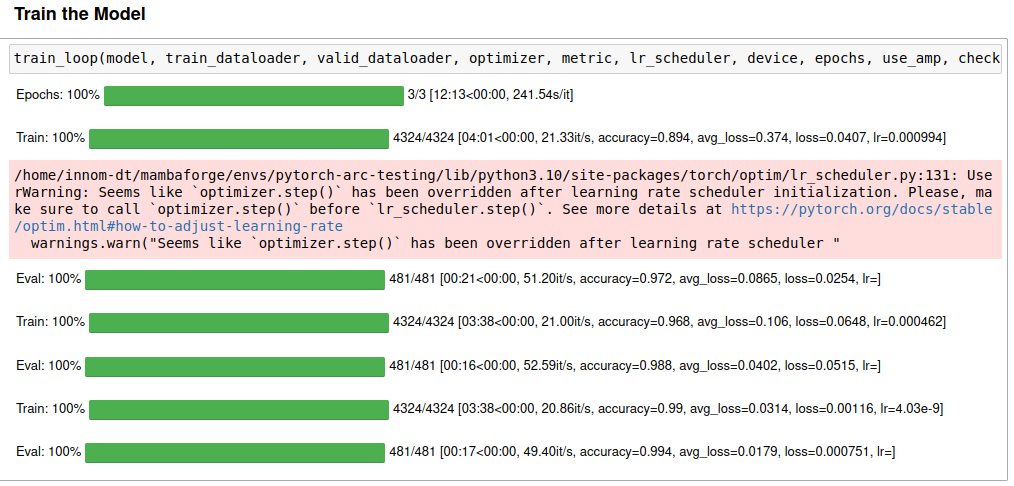 Train the Model
train_loop(model, train_dataloader, valid_dataloader, optimizer, metric, lr_scheduler, device, epochs, use_amp, check
Epochs: 100% 3/3 [12:13<00:00, 241.54s/it]
Train: 100% 4324/4324 [04:01<00:00, 21.33it/s, accuracy=0.894, avg_loss=0.374, loss=0.0407, lr=0.000994]
/home/innom-dt/mambaforge/envs/pytorch-arc-testing/lib/python3.10/site-packages/torch/optim/lr_scheduler.py:131: Use
rWarning: Seems like `optimizer.step()` has been overridden after learning rate scheduler initialization. Please, ma
ke sure to call `optimizer.step()` before `lr_scheduler.step()`. See more details at https://pytorch.org/docs/stable
/optim.html#how-to-adjust-learning-rate
  warnings.warn("Seems like `optimizer.step()` has been overridden after learning rate scheduler "
Eval: 100% 481/481 [00:21<00:00, 51.20it/s, accuracy=0.972, avg_loss=0.0865, loss=0.0254, lr=]
Train: 100% 4324/4324 [03:38<00:00, 21.00it/s, accuracy=0.968, avg_loss=0.106, loss=0.0648, lr=0.000462]
Eval: 100% 481/481 [00:16<00:00, 52.59it/s, accuracy=0.988, avg_loss=0.0402, loss=0.0515, lr=]
Train: 100% 4324/4324 [03:38<00:00, 20.86it/s, accuracy=0.99, avg_loss=0.0314, loss=0.00116, lr=4.03e-9]
Eval: 100% 481/481 [00:17<00:00, 49.40it/s, accuracy=0.994, avg_loss=0.0179, loss=0.000751, lr=]